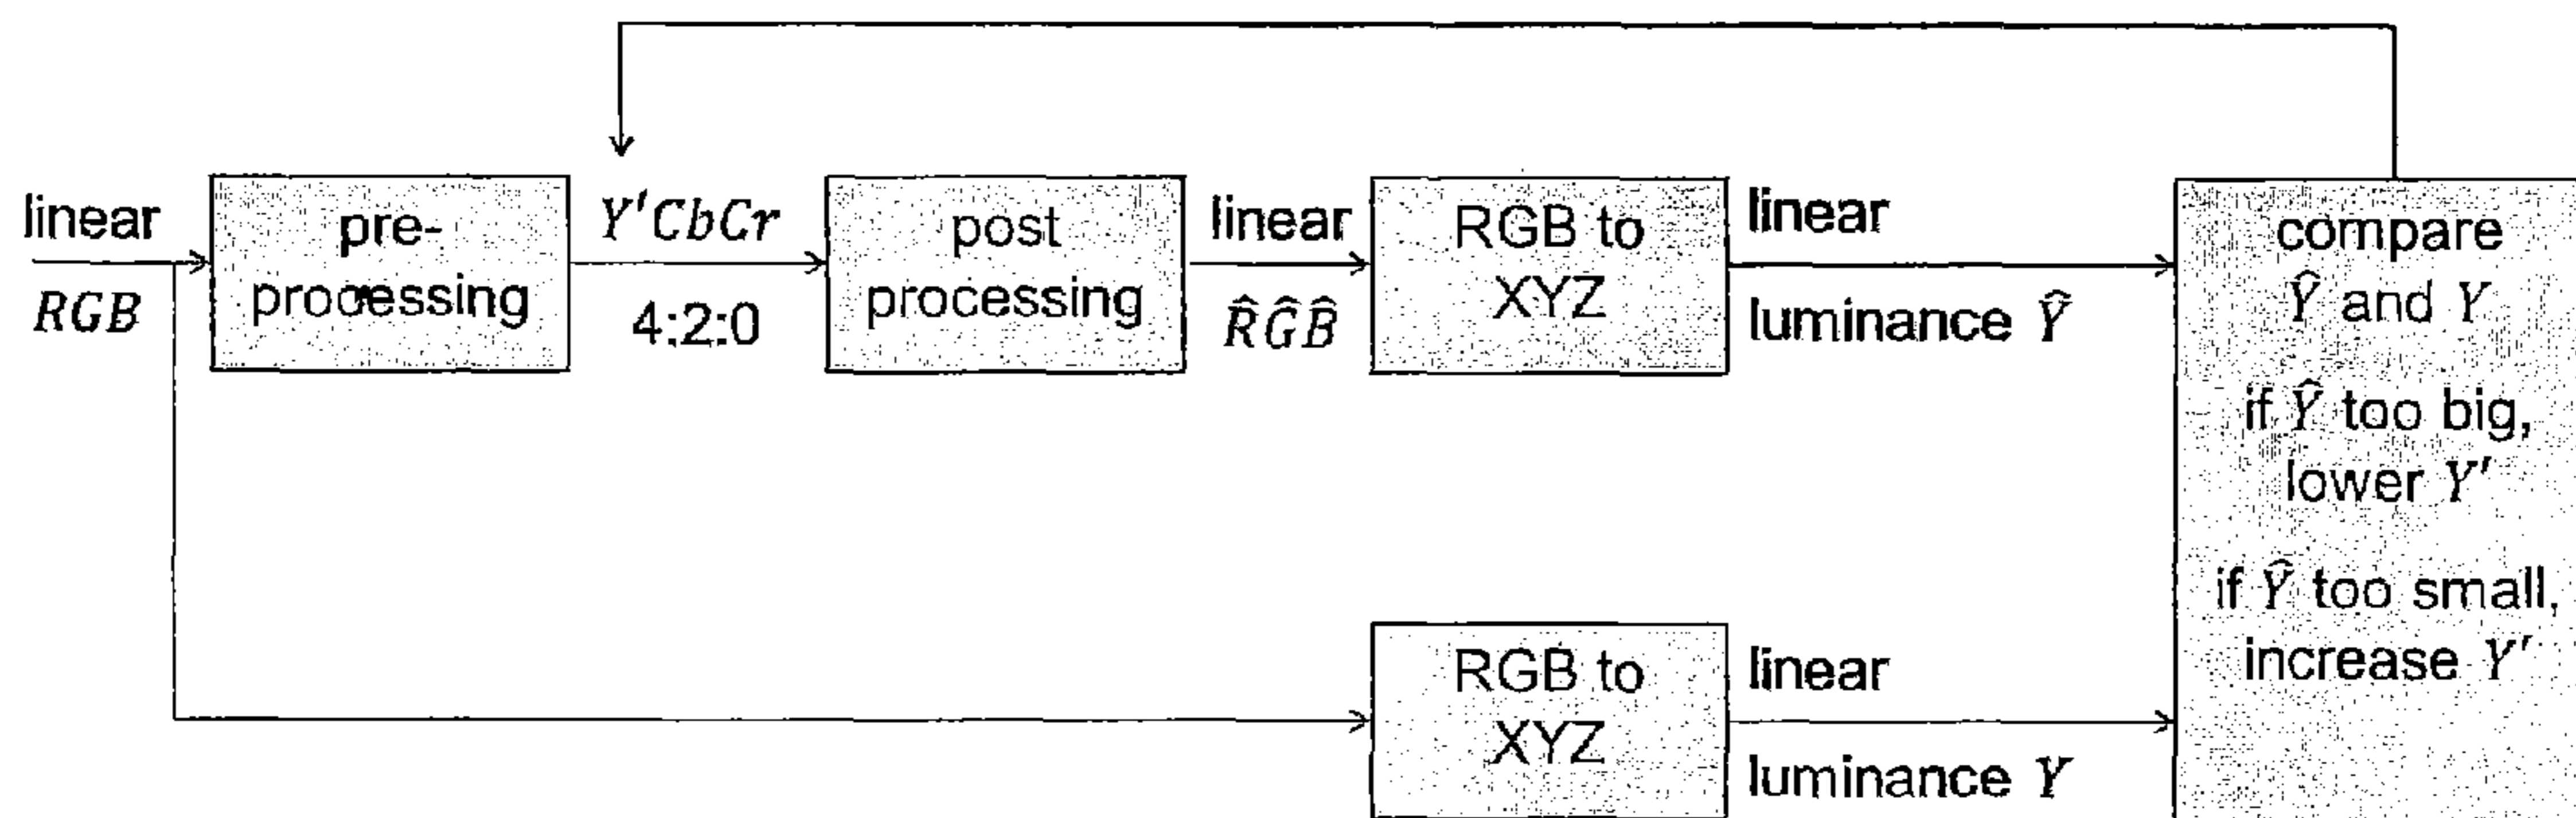 linear
RGB
pre-
processing
Y'CbCr
4:2:0
post
processing
linear
R̂ĜB̂
RGB to
XYZ
linear
luminance Ŷ
compare
Ŷ and Y
if Ŷ too big,
lower Y'
if Ŷ too small,
increase Y'
RGB to
XYZ
linear
luminance Y